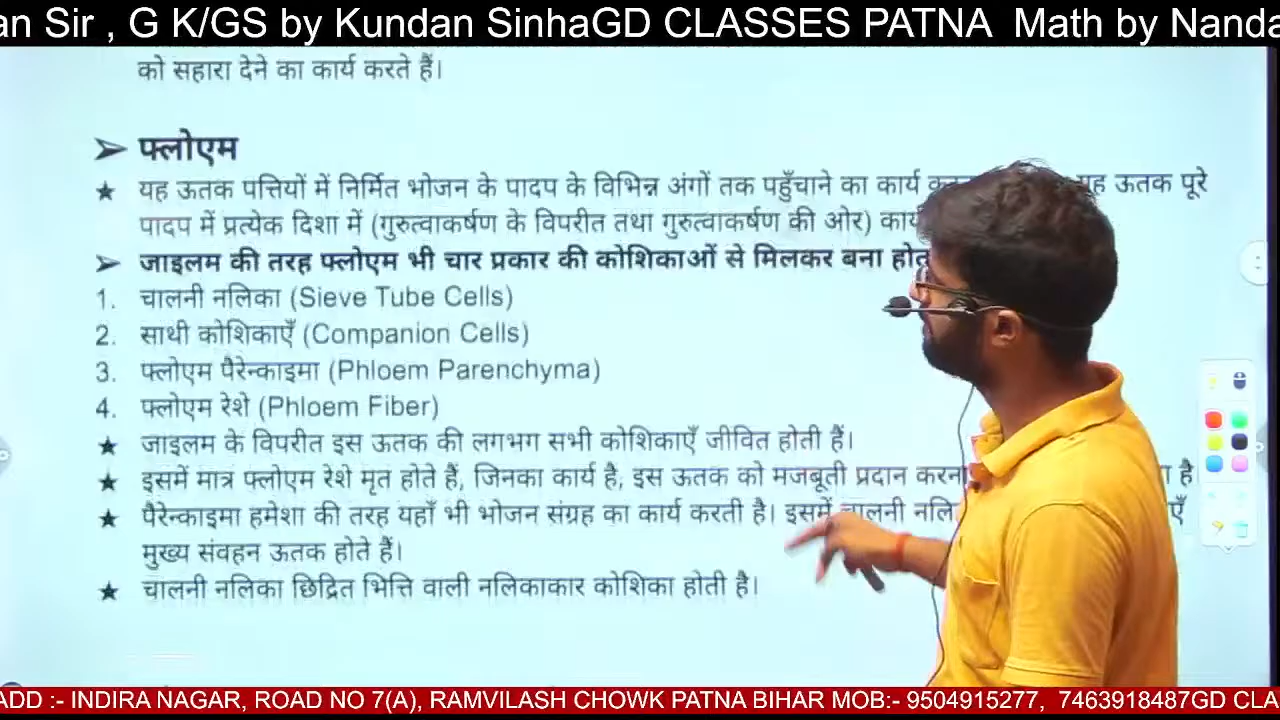 an Sir , G K/GS by Kundan SinhaGD CLASSES PATNA Math by Nanda
को सहारा देने का कार्य करते हैं।
➢ फ्लोएम
★ यह ऊतक पत्तियों में निर्मित भोजन के पादप के विभिन्न अंगों तक पहुँचाने का कार्य यह ऊतक पूरे
पादप में प्रत्येक दिशा में (गुरुत्वाकर्षण के विपरीत तथा गुरुत्वाकर्षण की ओर)
➢ जाइलम की तरह फ्लोएम भी चार प्रकार की कोशिकाओं से मिलकर बना
1. चालनी नलिका (Sieve Tube Cells)
2. साथी कोशिकाएँ (Companion Cells)
3. फ्लोएम पैरेन्काइमा (Phloem Parenchyma)
4. फ्लोएम रेशे (Phloem Fiber)
★ जाइलम के विपरीत इस ऊतक की लगभग सभी कोशिकाएँ जीवित होती हैं।
★ इसमें मात्र फ्लोएम रेशे मृत होते हैं, जिनका कार्य है, इस ऊतक को मजबूती प्रदान है
★ पैरेन्काइमा हमेशा की तरह यहाँ भी भोजन संग्रह का कार्य करती है। इसमें चालनी
मुख्य संवहन ऊतक होते हैं।
★ चालनी नलिका छिद्रित भित्ति वाली नलिकाकार कोशिका होती है।
ADD :- INDIRA NAGAR, ROAD NO 7(A), RAMVILASH CHOWK PATNA BIHAR MOB:- 9504915277, 7463918487GD CLA